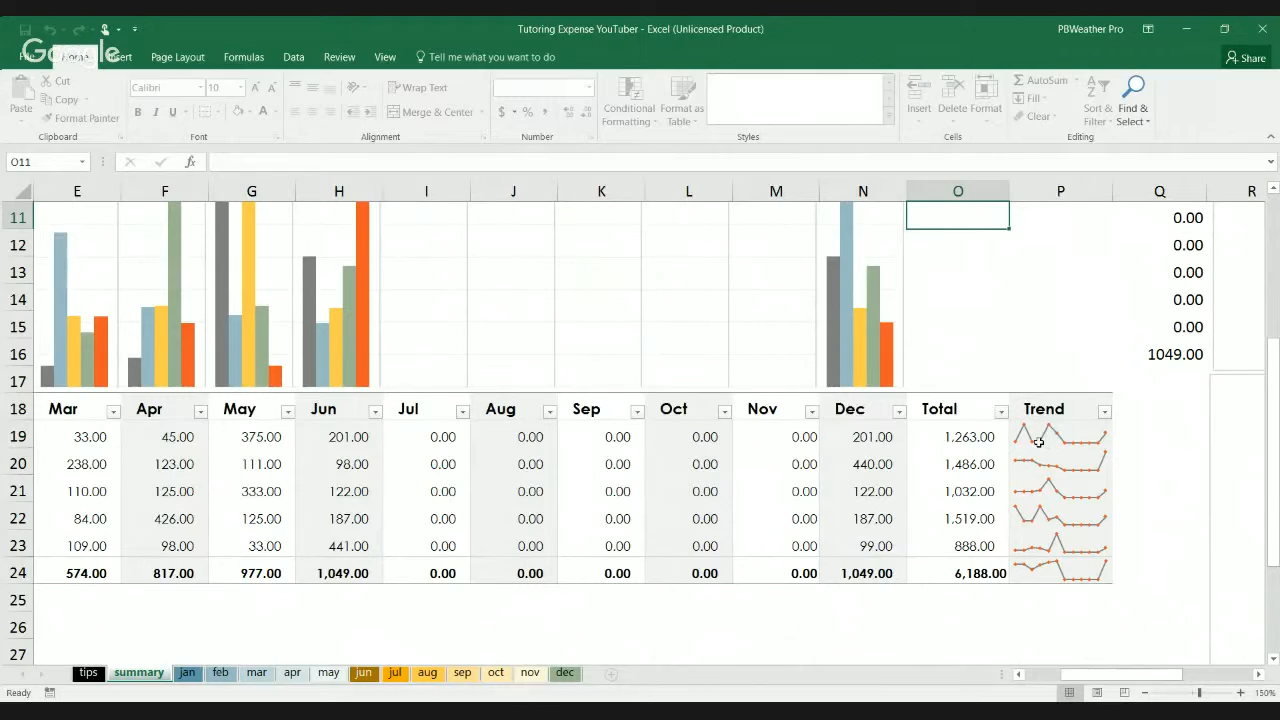 Tutoring Expense YouTuber - Excel (Unlicensed Product)
PBWeather Pro
Google
File Home Insert Page Layout Formulas Data Review View Tell me what you want to do
Share
Cut
Copy
Format Painter
Paste
Clipboard
Calibri 10
B I U
Font
Wrap Text
Merge & Center
Alignment
$ % ,
Number
Conditional Formatting
Format as Table
Styles
Insert Delete Format
Cells
AutoSum
Fill
Clear
Sort & Filter
Find & Select
Editing
O11 fx
E F G H I J K L M N O P Q R
11 0.00
12 0.00
13 0.00
14 0.00
15 0.00
16 1049.00
17
18 Mar Apr May Jun Jul Aug Sep Oct Nov Dec Total Trend
19 33.00 45.00 375.00 201.00 0.00 0.00 0.00 0.00 0.00 201.00 1,263.00
20 238.00 123.00 111.00 98.00 0.00 0.00 0.00 0.00 0.00 440.00 1,486.00
21 110.00 125.00 333.00 122.00 0.00 0.00 0.00 0.00 0.00 122.00 1,032.00
22 84.00 426.00 125.00 187.00 0.00 0.00 0.00 0.00 0.00 187.00 1,519.00
23 109.00 98.00 33.00 441.00 0.00 0.00 0.00 0.00 0.00 99.00 888.00
24 574.00 817.00 977.00 1,049.00 0.00 0.00 0.00 0.00 0.00 1,049.00 6,188.00
25
26
27
tips summary jan feb mar apr may jun jul aug sep oct nov dec
Ready
150%